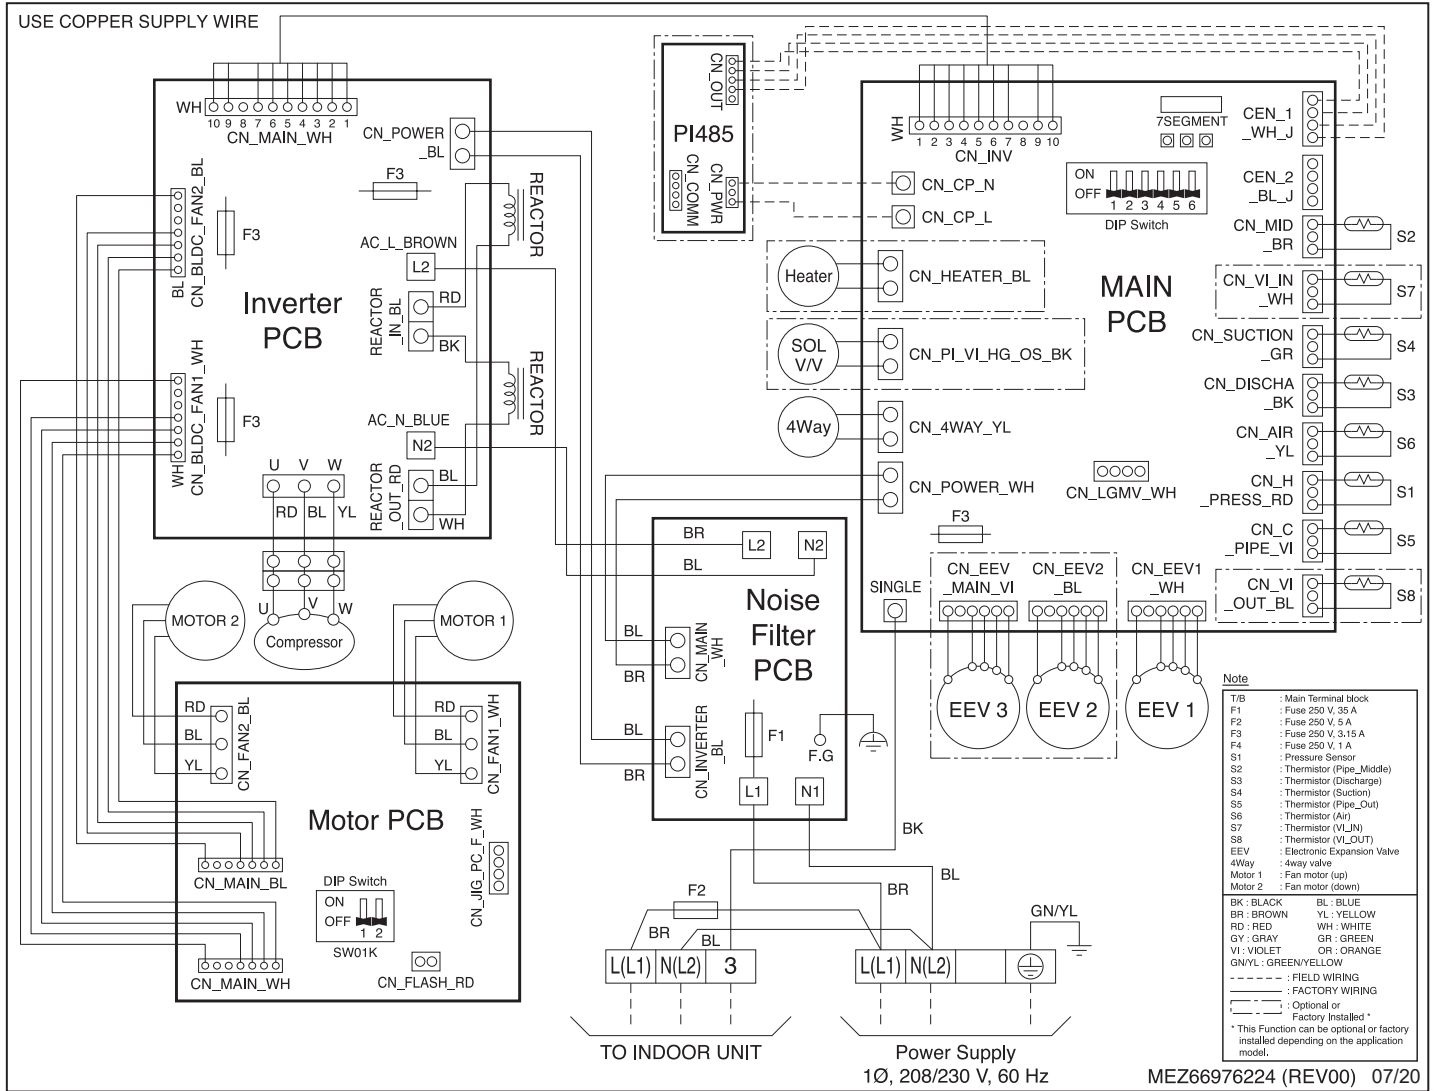 USE COPPER SUPPLY WIRE
WH
10 9 8 7 6 5 4 3 2 1
CN_MAIN_WH
CN_POWER
_BL
F3
CN_BLDC_FAN2_BL
BL
F3
REACTOR
AC_L_BROWN
L2
Inverter
PCB
REACTOR
_IN_BL
RD
BK
CN_BLDC_FAN1_WH
WH
F3
REACTOR
AC_N_BLUE
N2
U V W
RD BL YL
REACTOR
_OUT_RD
BL
WH
U V W
Compressor
MOTOR 2
MOTOR 1
RD
BL
YL
CN_FAN2_BL
RD
BL
YL
CN_FAN1_WH
Motor PCB
CN_JIG_PC_F_WH
CN_MAIN_BL
DIP Switch
ON
OFF
1 2
SW01K
CN_MAIN_WH
CN_FLASH_RD
CN_OUT
PI485
CN_COMM
CN_PWR
WH
1 2 3 4 5 6 7 8 9 10
CN_INV
7SEGMENT
CEN_1
_WH_J
ON
OFF
1 2 3 4 5 6
DIP Switch
CEN_2
_BL_J
CN_CP_N
CN_CP_L
CN_MID
_BR
S2
Heater
CN_HEATER_BL
MAIN
PCB
CN_VI_IN
_WH
S7
SOL
V/V
CN_PI_VI_HG_OS_BK
CN_SUCTION
_GR
S4
CN_DISCHA
_BK
S3
4Way
CN_4WAY_YL
CN_AIR
_YL
S6
CN_POWER_WH
CN_LGMV_WH
CN_H
_PRESS_RD
S1
F3
CN_C
_PIPE_VI
S5
SINGLE
CN_EEV
_MAIN_VI
CN_EEV2
_BL
CN_EEV1
_WH
CN_VI
_OUT_BL
S8
EEV 3
EEV 2
EEV 1
BR
BL
L2
N2
Noise
Filter
PCB
BL
BR
CN_MAIN
_WH
BL
BR
CN_INVERTER
_BL
F1
F.G
L1
N1
BK
BR
BL
F2
BR
BL
GN/YL
L(L1) N(L2) 3
L(L1) N(L2)
TO INDOOR UNIT
Power Supply
1Ø, 208/230 V, 60 Hz
Note
T/B : Main Terminal block
F1 : Fuse 250 V, 35 A
F2 : Fuse 250 V, 5 A
F3 : Fuse 250 V, 3.15 A
F4 : Fuse 250 V, 1 A
S1 : Pressure Sensor
S2 : Thermistor (Pipe_Middle)
S3 : Thermistor (Discharge)
S4 : Thermistor (Suction)
S5 : Thermistor (Pipe_Out)
S6 : Thermistor (Air)
S7 : Thermistor (VI_IN)
S8 : Thermistor (VI_OUT)
EEV : Electronic Expansion Valve
4Way : 4way valve
Motor 1 : Fan motor (up)
Motor 2 : Fan motor (down)
BK : BLACK BL : BLUE
BR : BROWN YL : YELLOW
RD : RED WH : WHITE
GY : GRAY GR : GREEN
VI : VIOLET OR : ORANGE
GN/YL : GREEN/YELLOW
: FIELD WIRING
: FACTORY WIRING
: Optional or
Factory Installed *
* This Function can be optional or factory
installed depending on the application
model.
MEZ66976224 (REV00) 07/20